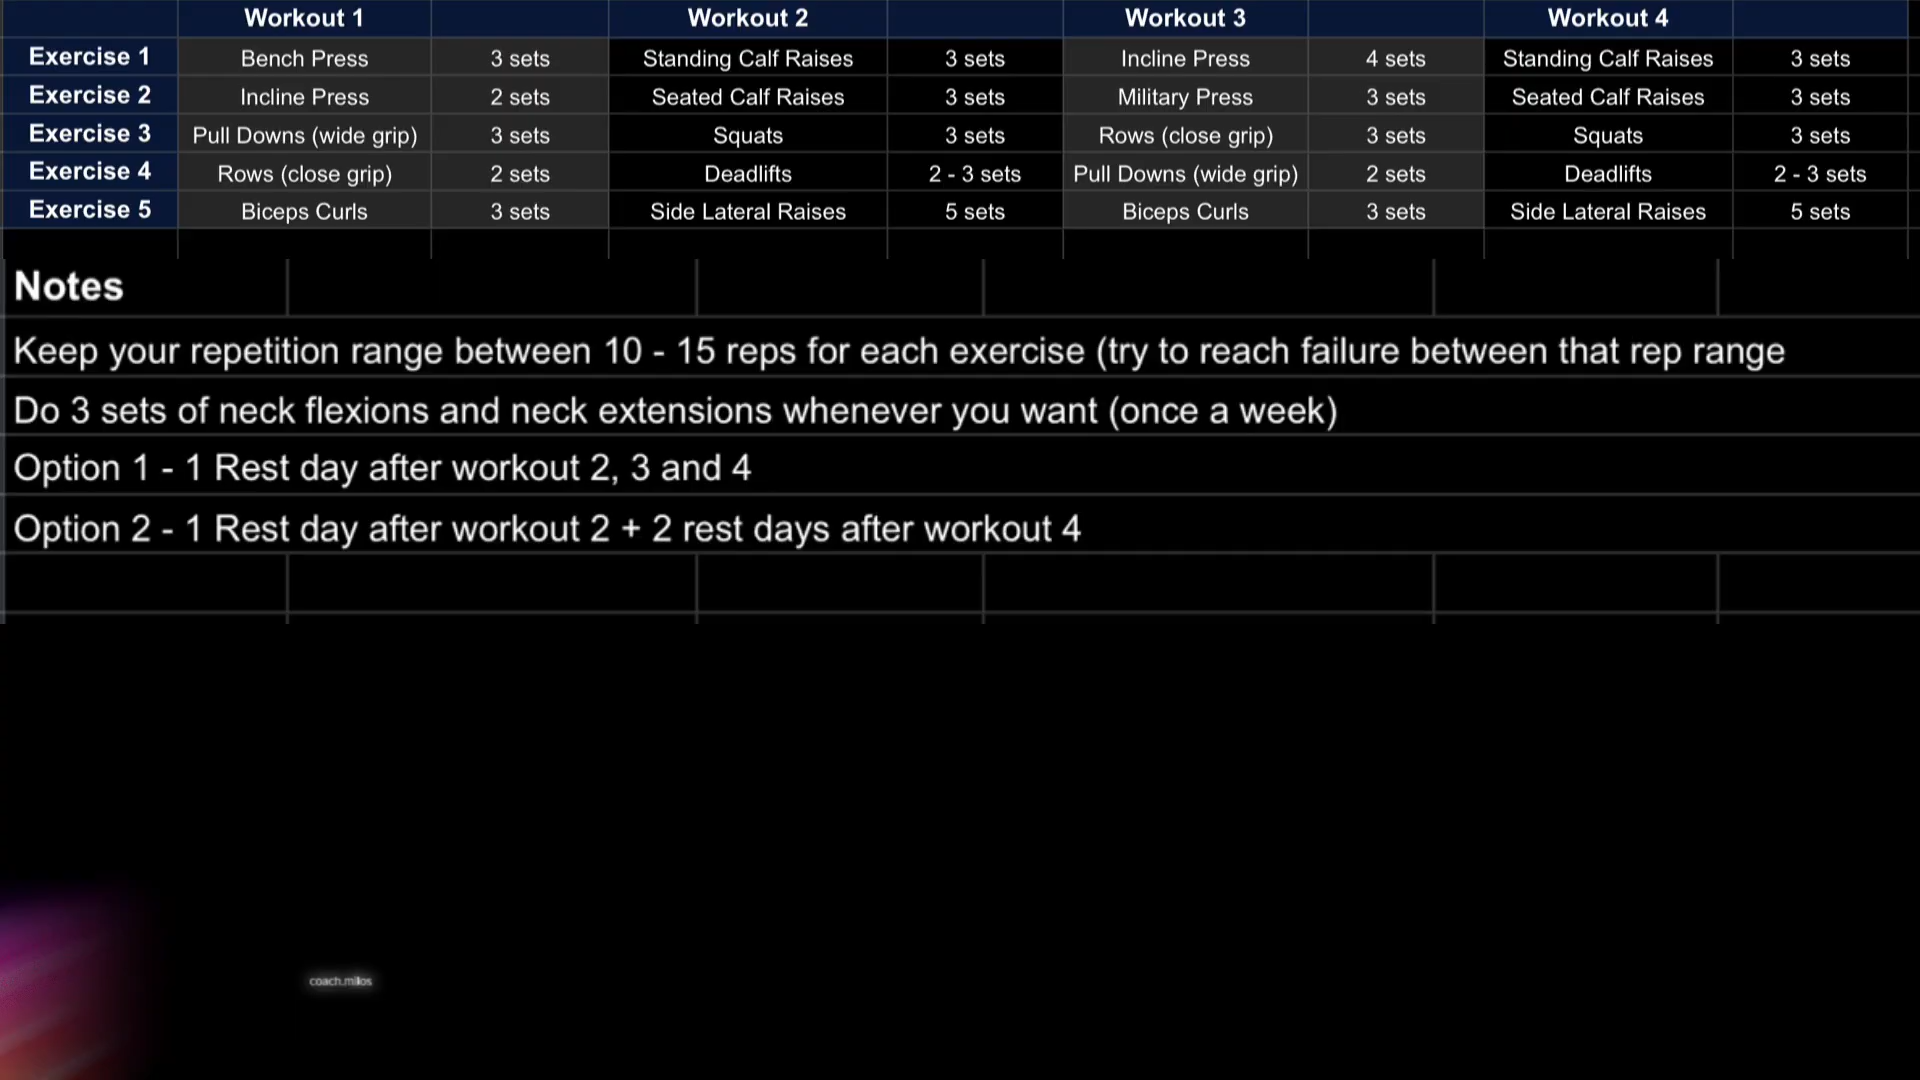 Workout 1 Workout 2 Workout 3 Workout 4
Exercise 1 Bench Press 3 sets Standing Calf Raises 3 sets Incline Press 4 sets Standing Calf Raises 3 sets
Exercise 2 Incline Press 2 sets Seated Calf Raises 3 sets Military Press 3 sets Seated Calf Raises 3 sets
Exercise 3 Pull Downs (wide grip) 3 sets Squats 3 sets Rows (close grip) 3 sets Squats 3 sets
Exercise 4 Rows (close grip) 2 sets Deadlifts 2 - 3 sets Pull Downs (wide grip) 2 sets Deadlifts 2 - 3 sets
Exercise 5 Biceps Curls 3 sets Side Lateral Raises 5 sets Biceps Curls 3 sets Side Lateral Raises 5 sets
Notes
Keep your repetition range between 10 - 15 reps for each exercise (try to reach failure between that rep range
Do 3 sets of neck flexions and neck extensions whenever you want (once a week)
Option 1 - 1 Rest day after workout 2, 3 and 4
Option 2 - 1 Rest day after workout 2 + 2 rest days after workout 4
coach.milos